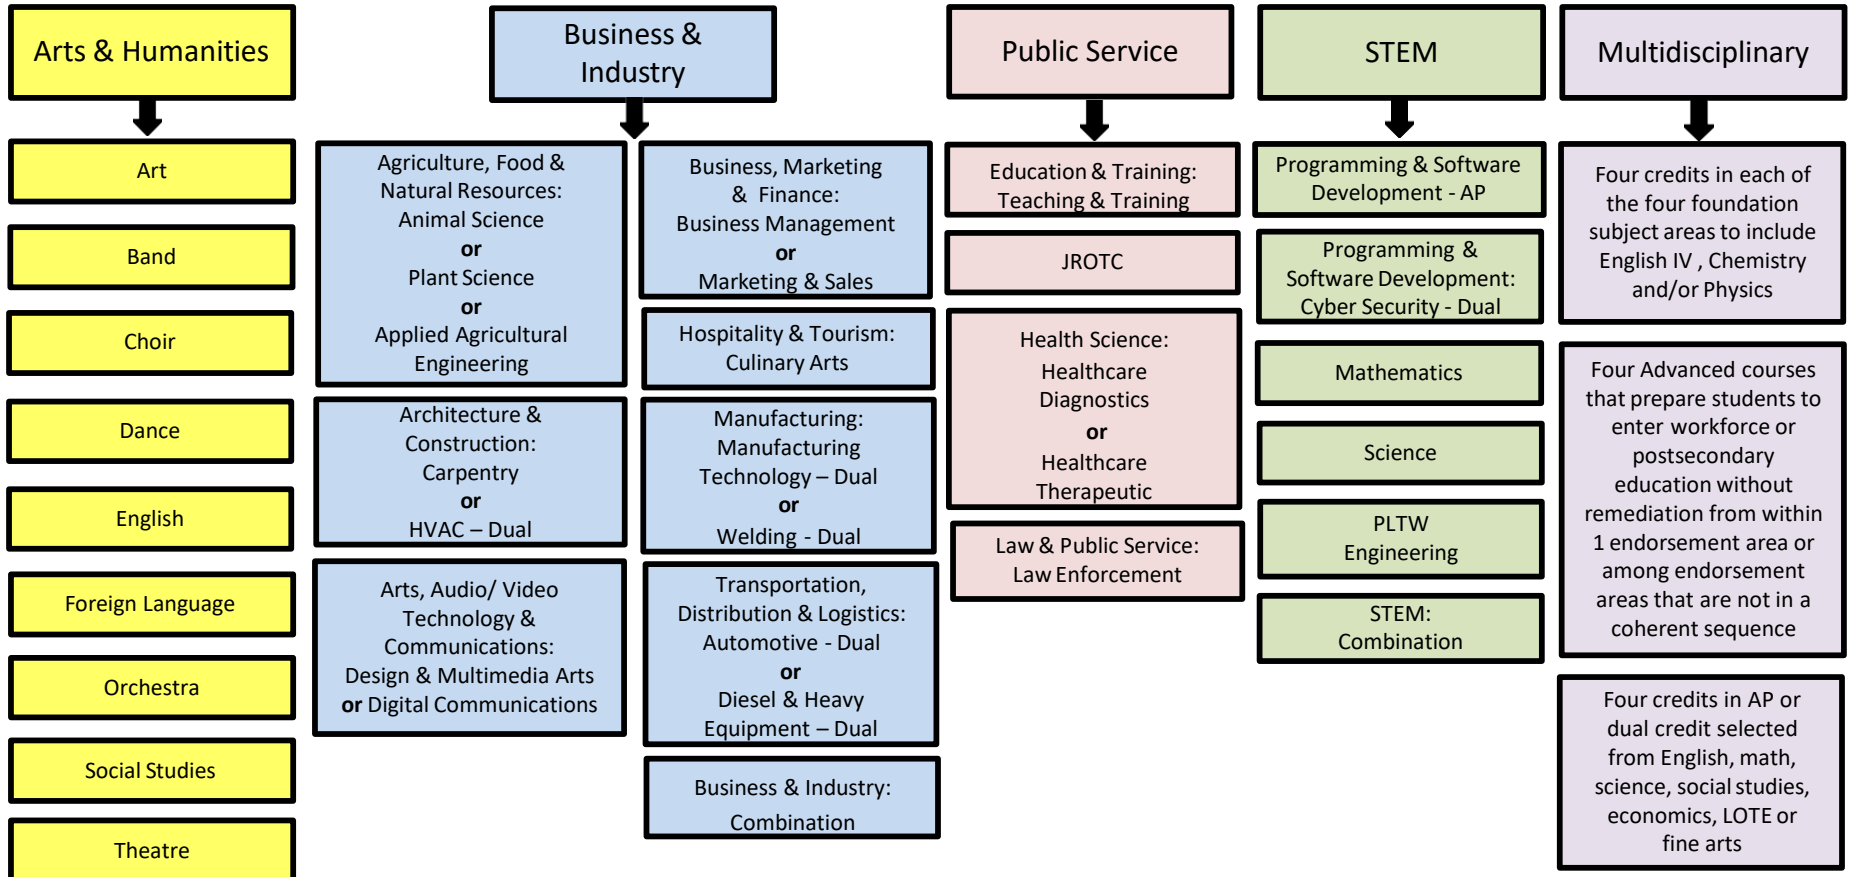 Arts & Humanities
Art
Band
Choir
Dance
English
Foreign Language
Orchestra
Social Studies
Theatre
Business &
Industry
Agriculture, Food &
Natural Resources:
Animal Science
or
Plant Science
or
Applied Agricultural
Engineering
Architecture &
Construction:
Carpentry
or
HVAC – Dual
Arts, Audio/ Video
Technology &
Communications:
Design & Multimedia Arts
or Digital Communications
Business, Marketing
& Finance:
Business Management
or
Marketing & Sales
Hospitality & Tourism:
Culinary Arts
Manufacturing:
Manufacturing
Technology – Dual
or
Welding - Dual
Transportation,
Distribution & Logistics:
Automotive - Dual
or
Diesel & Heavy
Equipment – Dual
Business & Industry:
Combination
Public Service
Education & Training:
Teaching & Training
JROTC
Health Science:
Healthcare
Diagnostics
or
Healthcare
Therapeutic
Law & Public Service:
Law Enforcement
STEM
Programming & Software
Development - AP
Programming &
Software Development:
Cyber Security - Dual
Mathematics
Science
PLTW
Engineering
STEM:
Combination
Multidisciplinary
Four credits in each of
the four foundation
subject areas to include
English IV , Chemistry
and/or Physics
Four Advanced courses
that prepare students to
enter workforce or
postsecondary
education without
remediation from within
1 endorsement area or
among endorsement
areas that are not in a
coherent sequence
Four credits in AP or
dual credit selected
from English, math,
science, social studies,
economics, LOTE or
fine arts